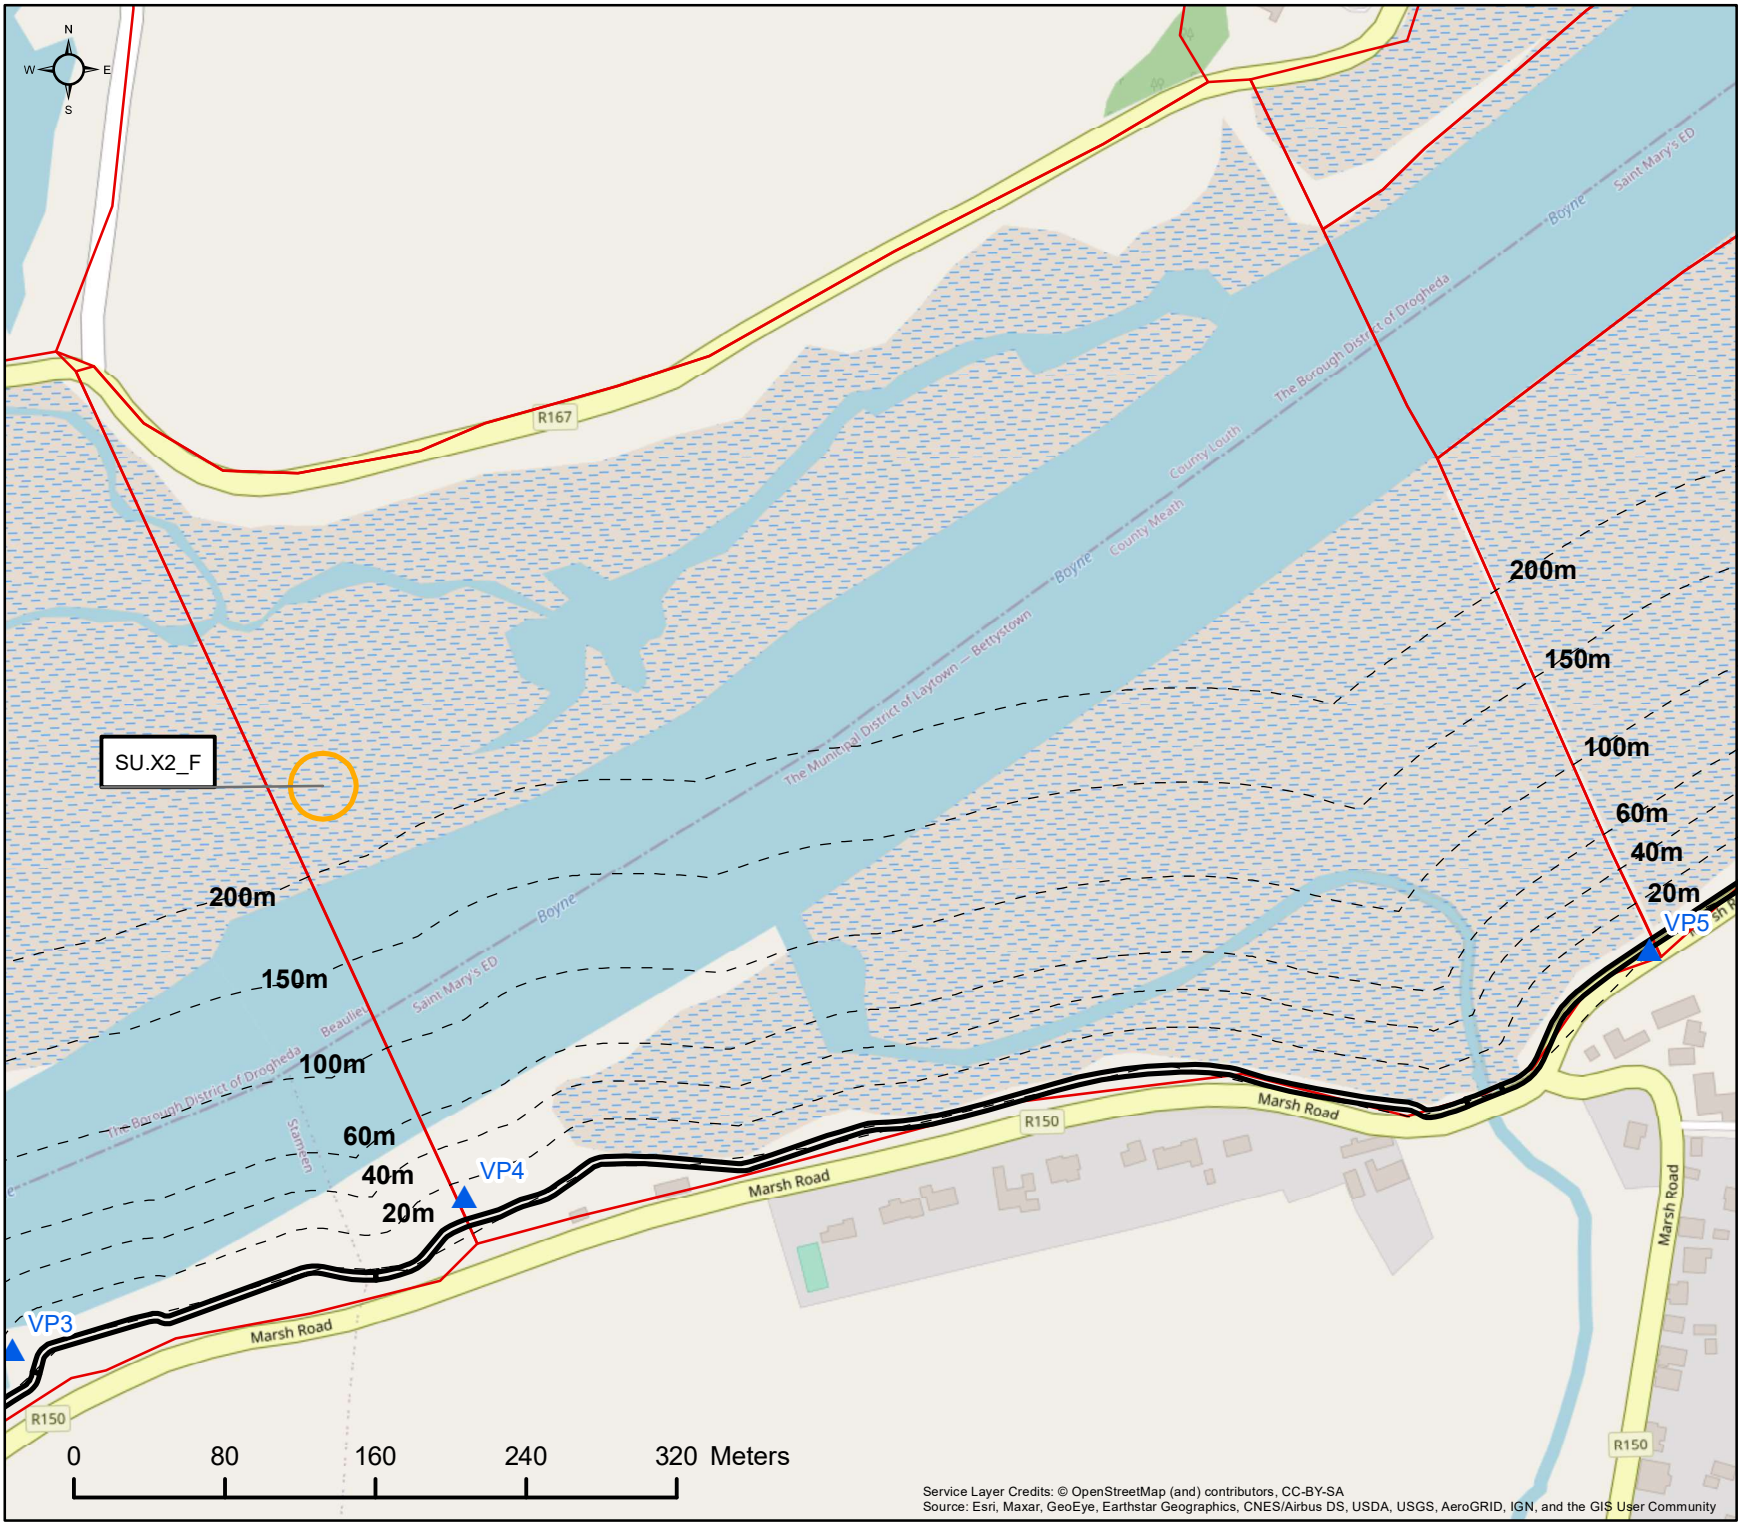 N
W E
S
R167
Saint Mary's ED
Boyne
The Borough District of Drogheda
County Louth
County Meath
Boyne
The Municipal District of Laytown — Bettystown
200m
150m
100m
60m
40m
20m
VP5
SU.X2_F
200m
150m
100m
60m
40m
20m
Boyne
Saint Mary's ED
Beaulieu
The Borough District of Drogheda
Stameen
VP4
VP3
R150
Marsh Road
Marsh Road
Marsh Road
Marsh Road
R150
R150
0 80 160 240 320 Meters
Service Layer Credits: © OpenStreetMap (and) contributors, CC-BY-SA
Source: Esri, Maxar, GeoEye, Earthstar Geographics, CNES/Airbus DS, USDA, USGS, AeroGRID, IGN, and the GIS User Community